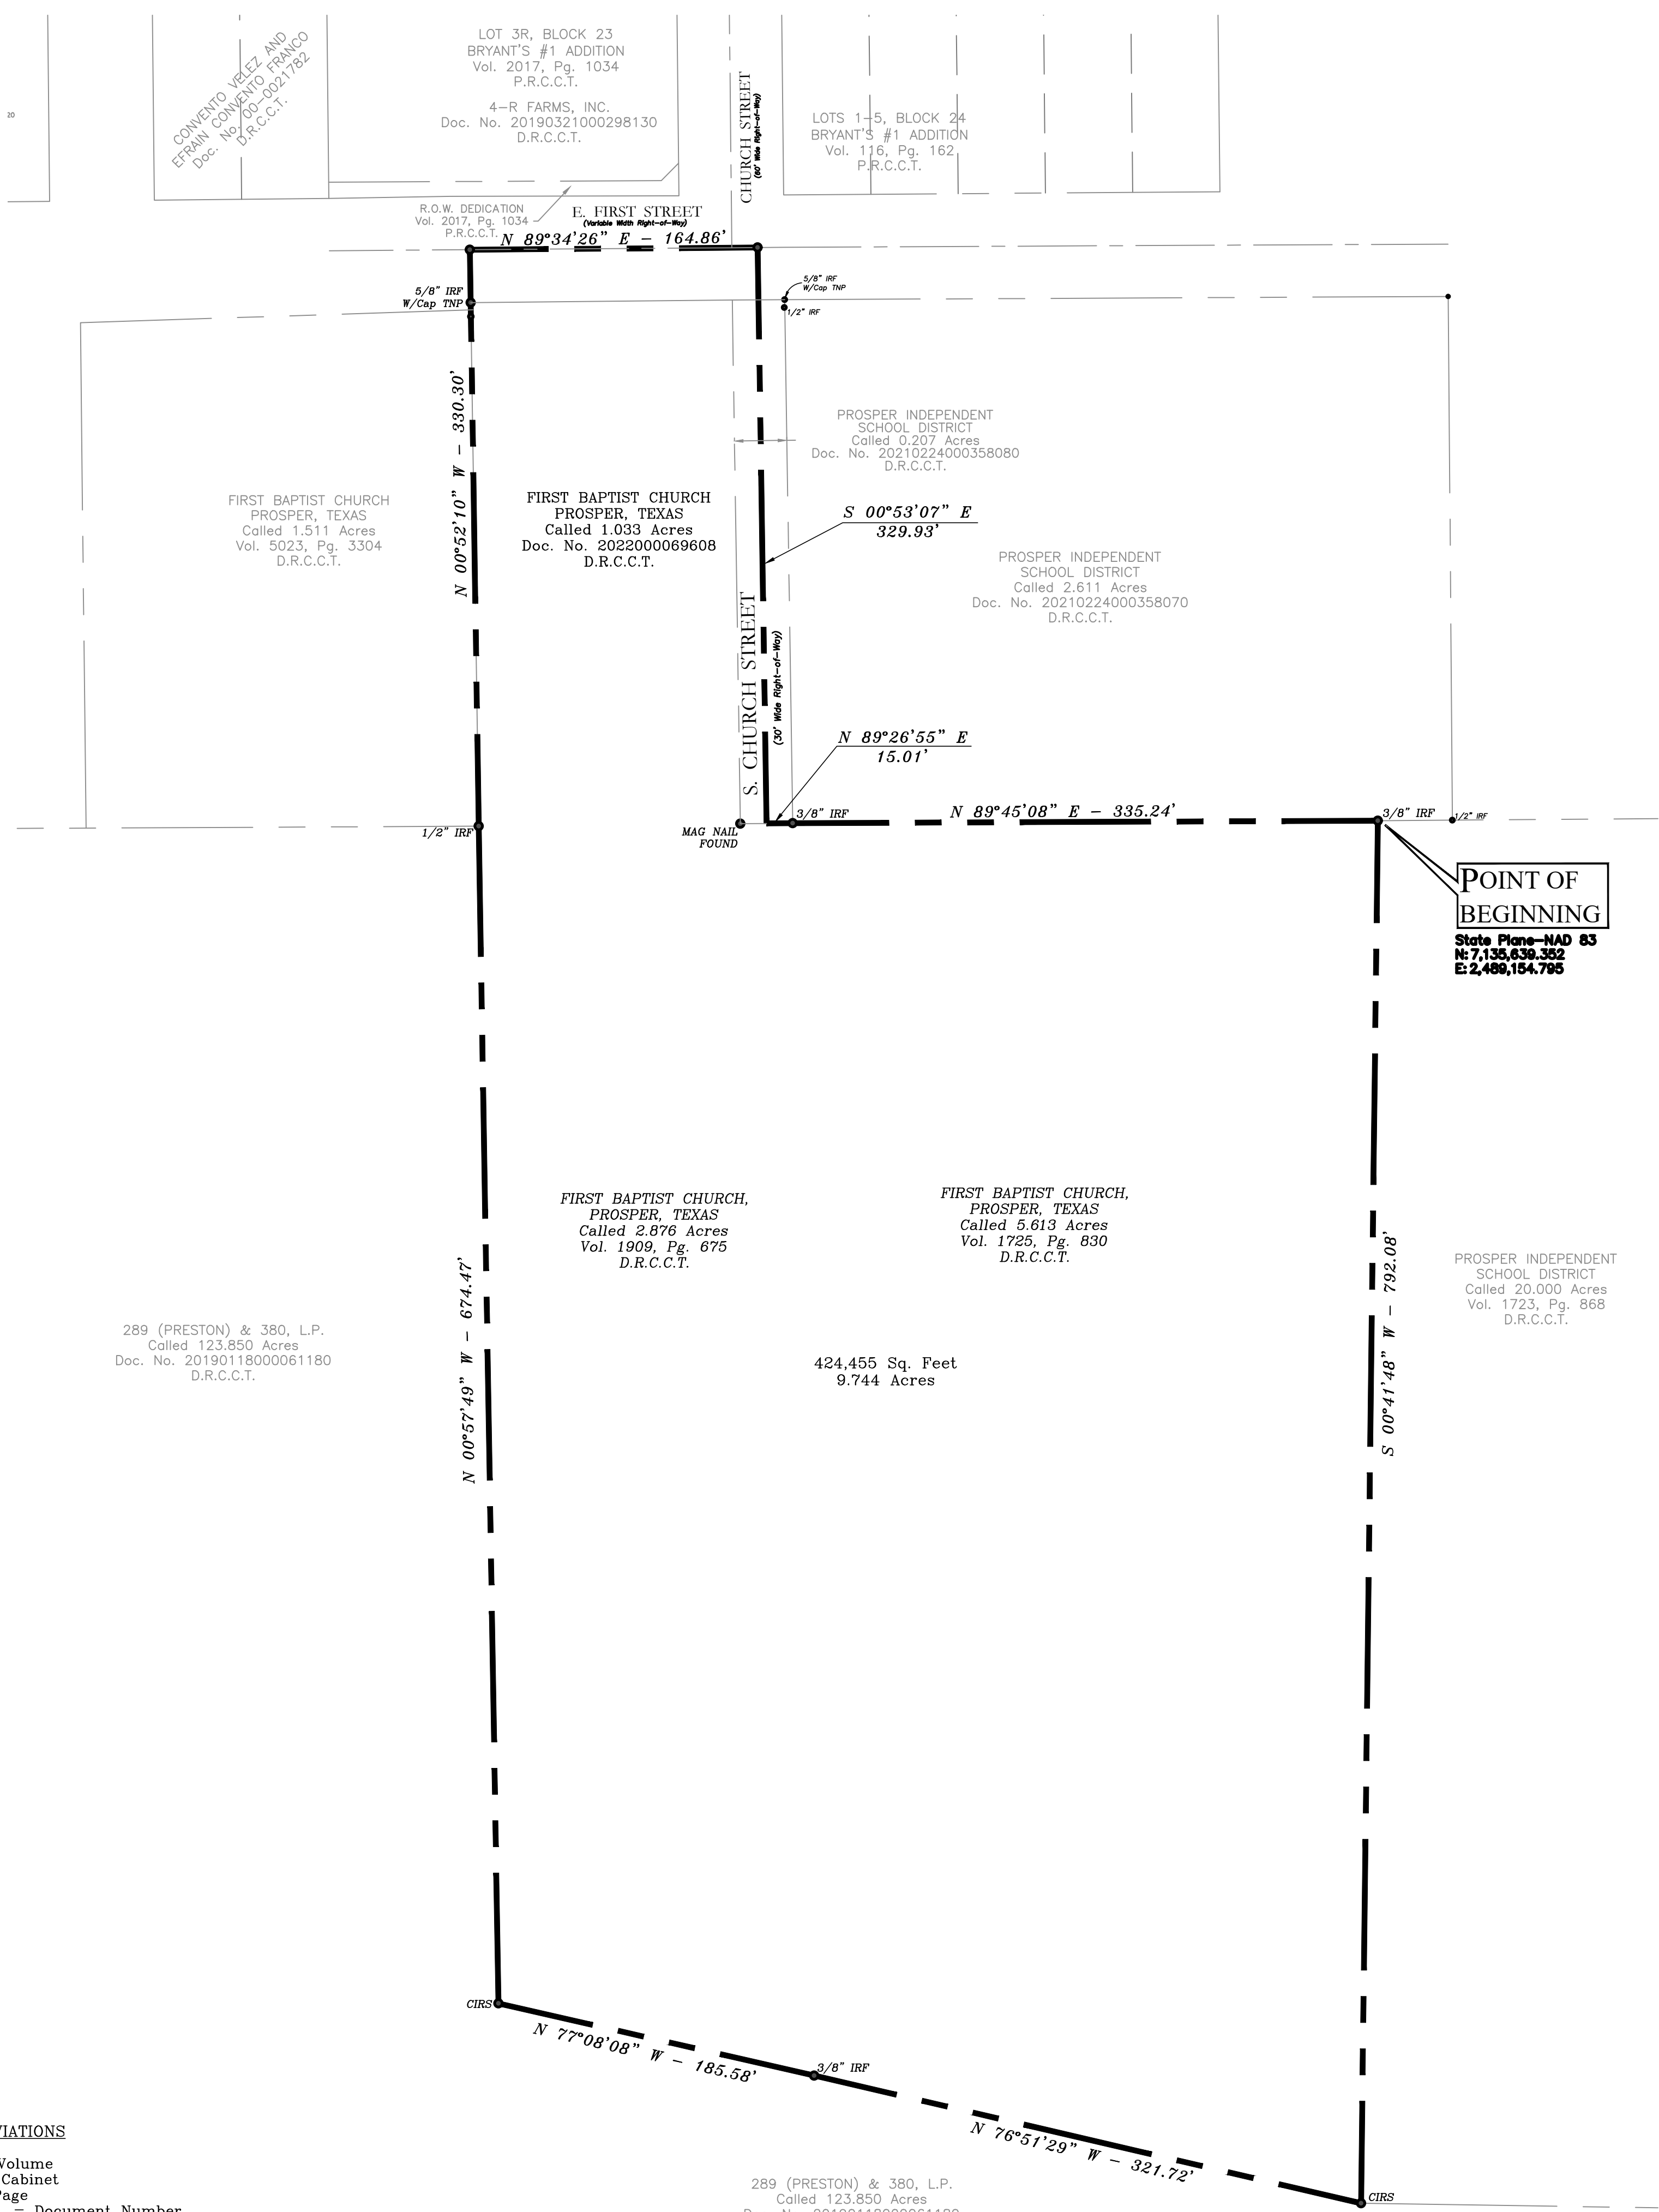 LOT 3R, BLOCK 23
BRYANT'S #1 ADDITION
Vol. 2017, Pg. 1034
P.R.C.C.T.
4-R FARMS, INC.
Doc. No. 20190321000298130
D.R.C.C.T.
CONVENTO VELEZ AND
EFRAIN CONVENTO FRANCO
Doc. No. 00-0021782
D.R.C.C.T.
20
CHURCH STREET
(60' Wide Right-of-Way)
LOTS 1-5, BLOCK 24
BRYANT'S #1 ADDITION
Vol. 116, Pg. 162
P.R.C.C.T.
R.O.W. DEDICATION
Vol. 2017, Pg. 1034
P.R.C.C.T.
E. FIRST STREET
(Variable Width Right-of-Way)
N 89°34'26" E - 164.86'
5/8" IRF
W/Cap TNP
5/8" IRF
W/Cap TNP
1/2" IRF
N 00°52'10" W - 330.30'
PROSPER INDEPENDENT
SCHOOL DISTRICT
Called 0.207 Acres
Doc. No. 20210224000358080
D.R.C.C.T.
FIRST BAPTIST CHURCH
PROSPER, TEXAS
Called 1.511 Acres
Vol. 5023, Pg. 3304
D.R.C.C.T.
FIRST BAPTIST CHURCH
PROSPER, TEXAS
Called 1.033 Acres
Doc. No. 2022000069608
D.R.C.C.T.
S 00°53'07" E
329.93'
PROSPER INDEPENDENT
SCHOOL DISTRICT
Called 2.611 Acres
Doc. No. 20210224000358070
D.R.C.C.T.
S. CHURCH STREET
(30' Wide Right-of-Way)
N 89°26'55" E
15.01'
1/2" IRF
MAG NAIL
FOUND
3/8" IRF
N 89°45'08" E - 335.24'
3/8" IRF
1/2" IRF
POINT OF
BEGINNING
State Plane-NAD 83
N: 7,135,639.352
E: 2,489,154.795
FIRST BAPTIST CHURCH,
PROSPER, TEXAS
Called 2.876 Acres
Vol. 1909, Pg. 675
D.R.C.C.T.
FIRST BAPTIST CHURCH,
PROSPER, TEXAS
Called 5.613 Acres
Vol. 1725, Pg. 830
D.R.C.C.T.
N 00°57'49" W - 674.47'
S 00°41'48" W - 792.08'
PROSPER INDEPENDENT
SCHOOL DISTRICT
Called 20.000 Acres
Vol. 1723, Pg. 868
D.R.C.C.T.
289 (PRESTON) & 380, L.P.
Called 123.850 Acres
Doc. No. 20190118000061180
D.R.C.C.T.
424,455 Sq. Feet
9.744 Acres
CIRS
N 77°08'08" W - 185.58'
3/8" IRF
N 76°51'29" W - 321.72'
CIRS
VIATIONS
Volume
Cabinet
Page
= Document Number
289 (PRESTON) & 380, L.P.
Called 123.850 Acres